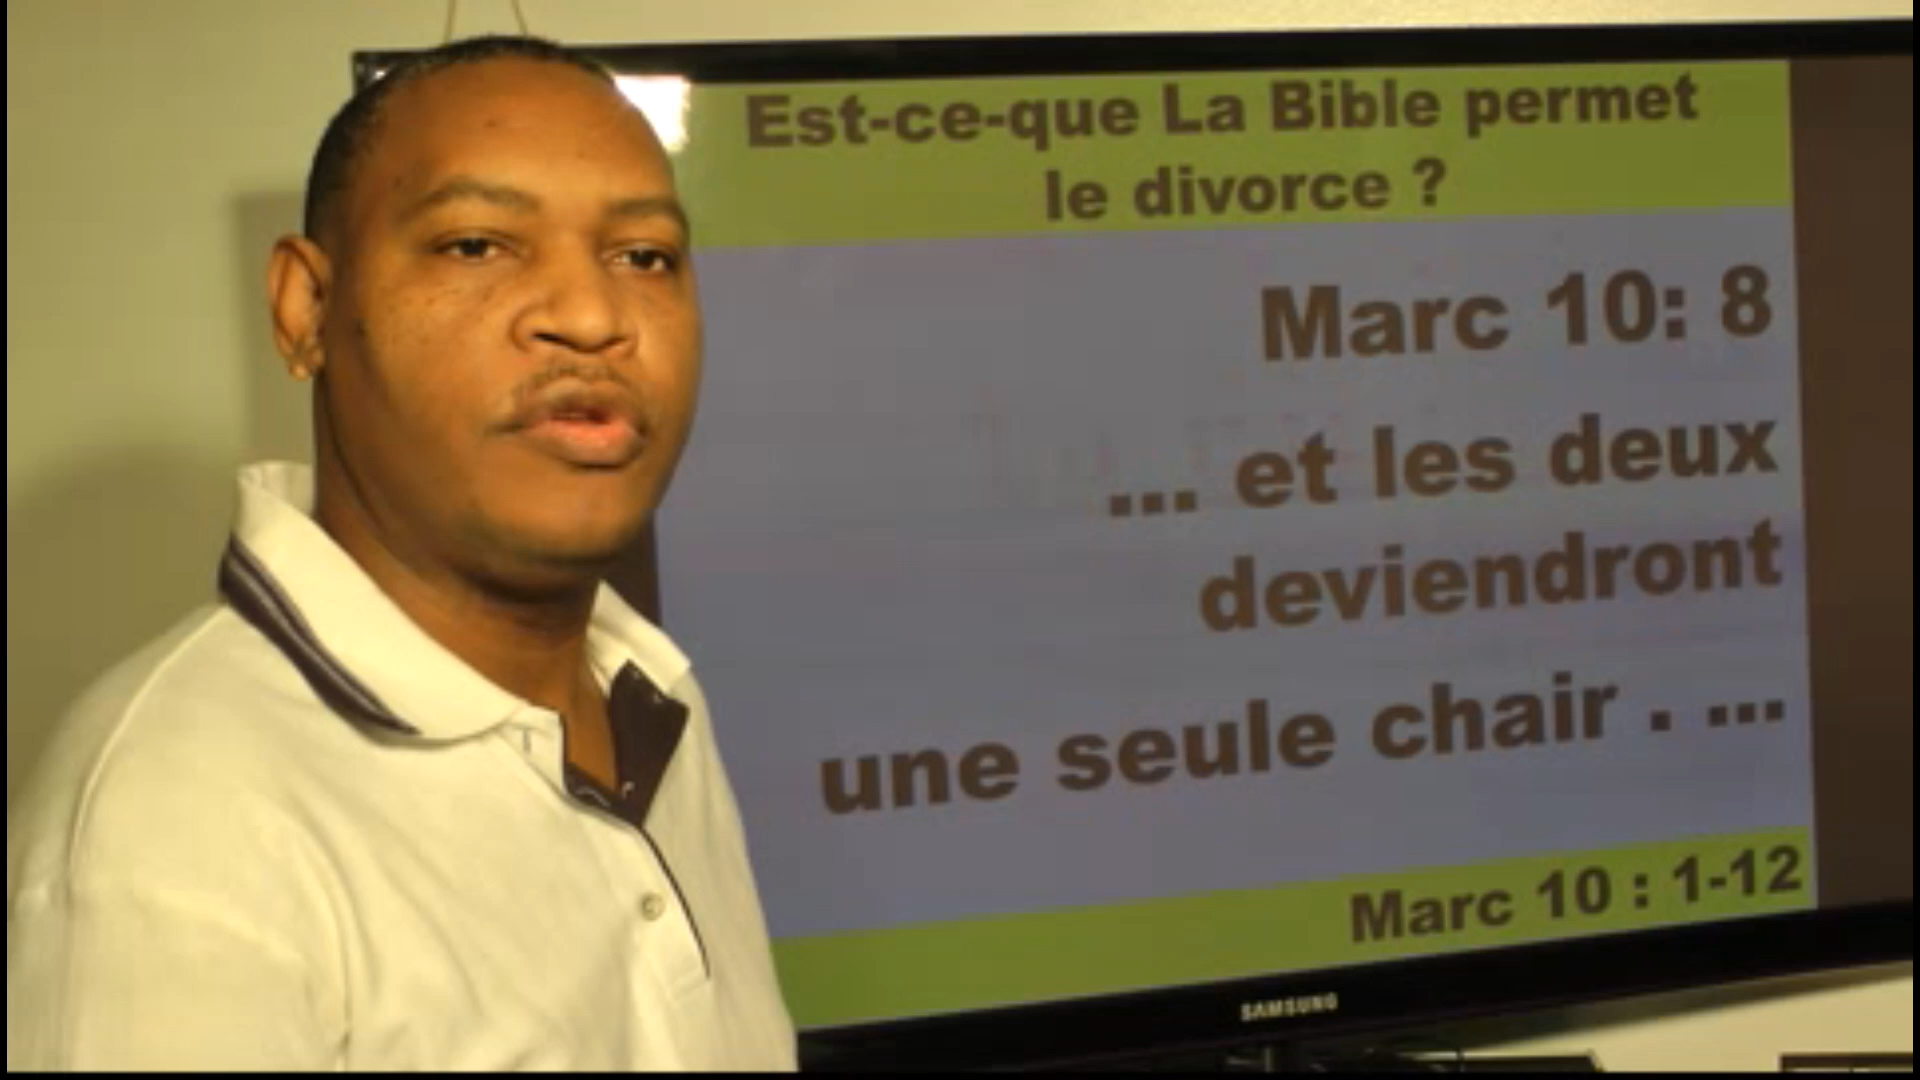 Est-ce-que La Bible permet
le divorce ?
Marc 10: 8
... et les deux
deviendront
une seule chair . ...
Marc 10 : 1-12
SAMSUNG